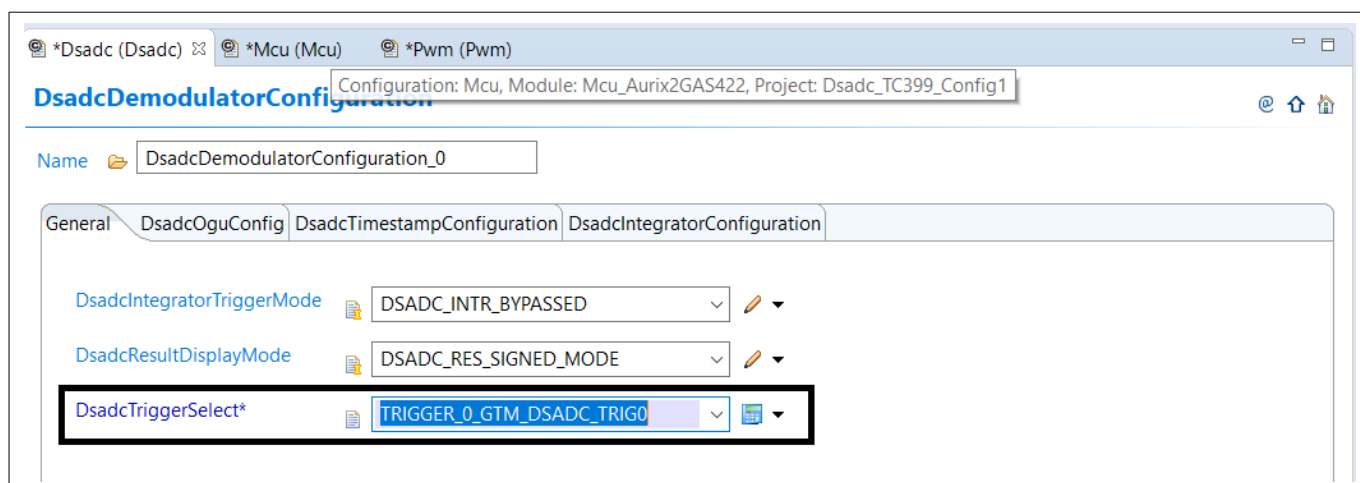 *Dsadc (Dsadc) *Mcu (Mcu) *Pwm (Pwm)
Configuration: Mcu, Module: Mcu_Aurix2GAS422, Project: Dsadc_TC399_Config1
DsadcDemodulatorConfiguration
Name DsadcDemodulatorConfiguration_0
General DsadcOguConfig DsadcTimestampConfiguration DsadcIntegratorConfiguration
DsadcIntegratorTriggerMode DSADC_INTR_BYPASSED
DsadcResultDisplayMode DSADC_RES_SIGNED_MODE
DsadcTriggerSelect* TRIGGER_0_GTM_DSADC_TRIG0